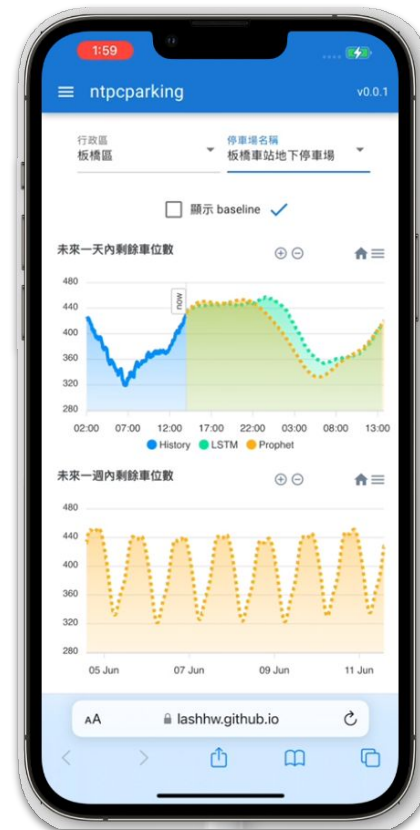 1:59
ntpcparking v0.0.1
行政區 停車場名稱
板橋區 板橋車站地下停車場
顯示 baseline
未來一天內剩餘車位數
480
440
400
360
320
280
now
02:00 07:00 12:00 17:00 22:00 03:00 08:00 13:00
History LSTM Prophet
未來一週內剩餘車位數
480
440
400
360
320
280
05 Jun 07 Jun 09 Jun 11 Jun
AA lashhw.github.io